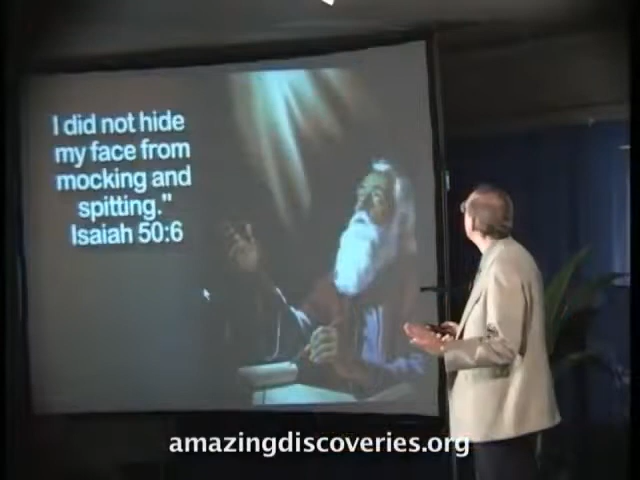 I did not hide
my face from
mocking and
spitting."
Isaiah 50:6
amazingdiscoveries.org